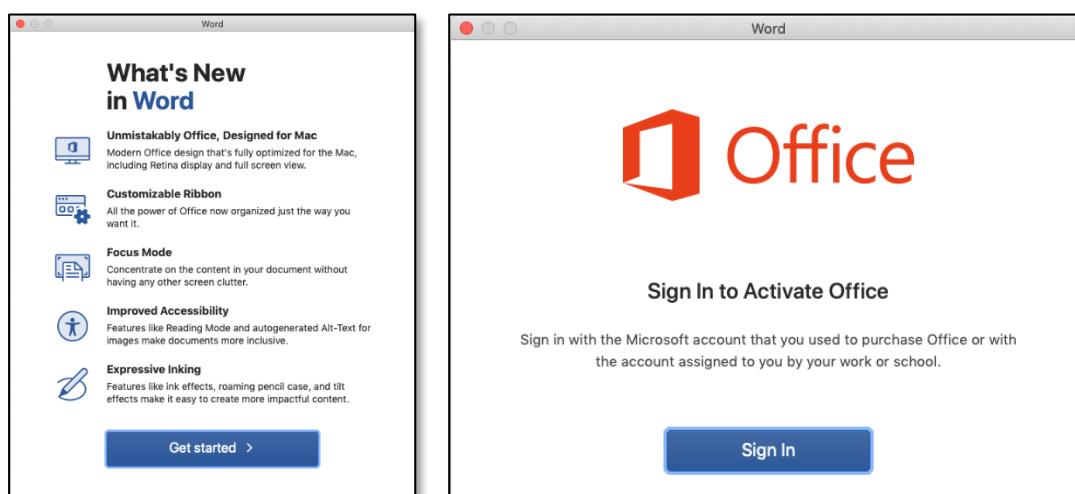 Word
What's New
in Word
Unmistakably Office, Designed for Mac
Modern Office design that's fully optimized for the Mac,
including Retina display and full screen view.
Customizable Ribbon
All the power of Office now organized just the way you
want it.
Focus Mode
Concentrate on the content in your document without
having any other screen clutter.
Improved Accessibility
Features like Reading Mode and autogenerated Alt-Text for
images make documents more inclusive.
Expressive Inking
Features like ink effects, roaming pencil case, and tilt
effects make it easy to create more impactful content.
Get started >
Word
Office
Sign In to Activate Office
Sign in with the Microsoft account that you used to purchase Office or with
the account assigned to you by your work or school.
Sign In